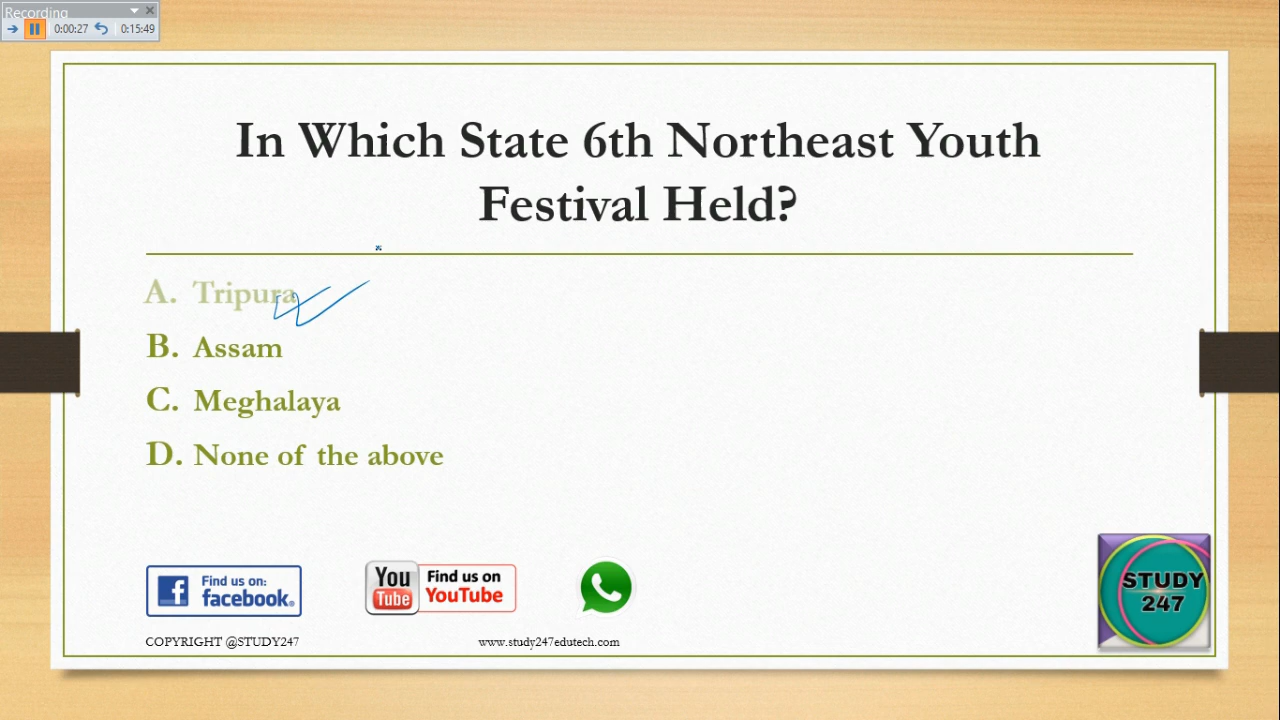 Recording
0:00:27 0:15:49
In Which State 6th Northeast Youth
Festival Held?
A. Tripura
B. Assam
C. Meghalaya
D. None of the above
Find us on:
facebook.
You
Tube
Find us on
YouTube
STUDY
247
COPYRIGHT @STUDY247
www.study247edutech.com